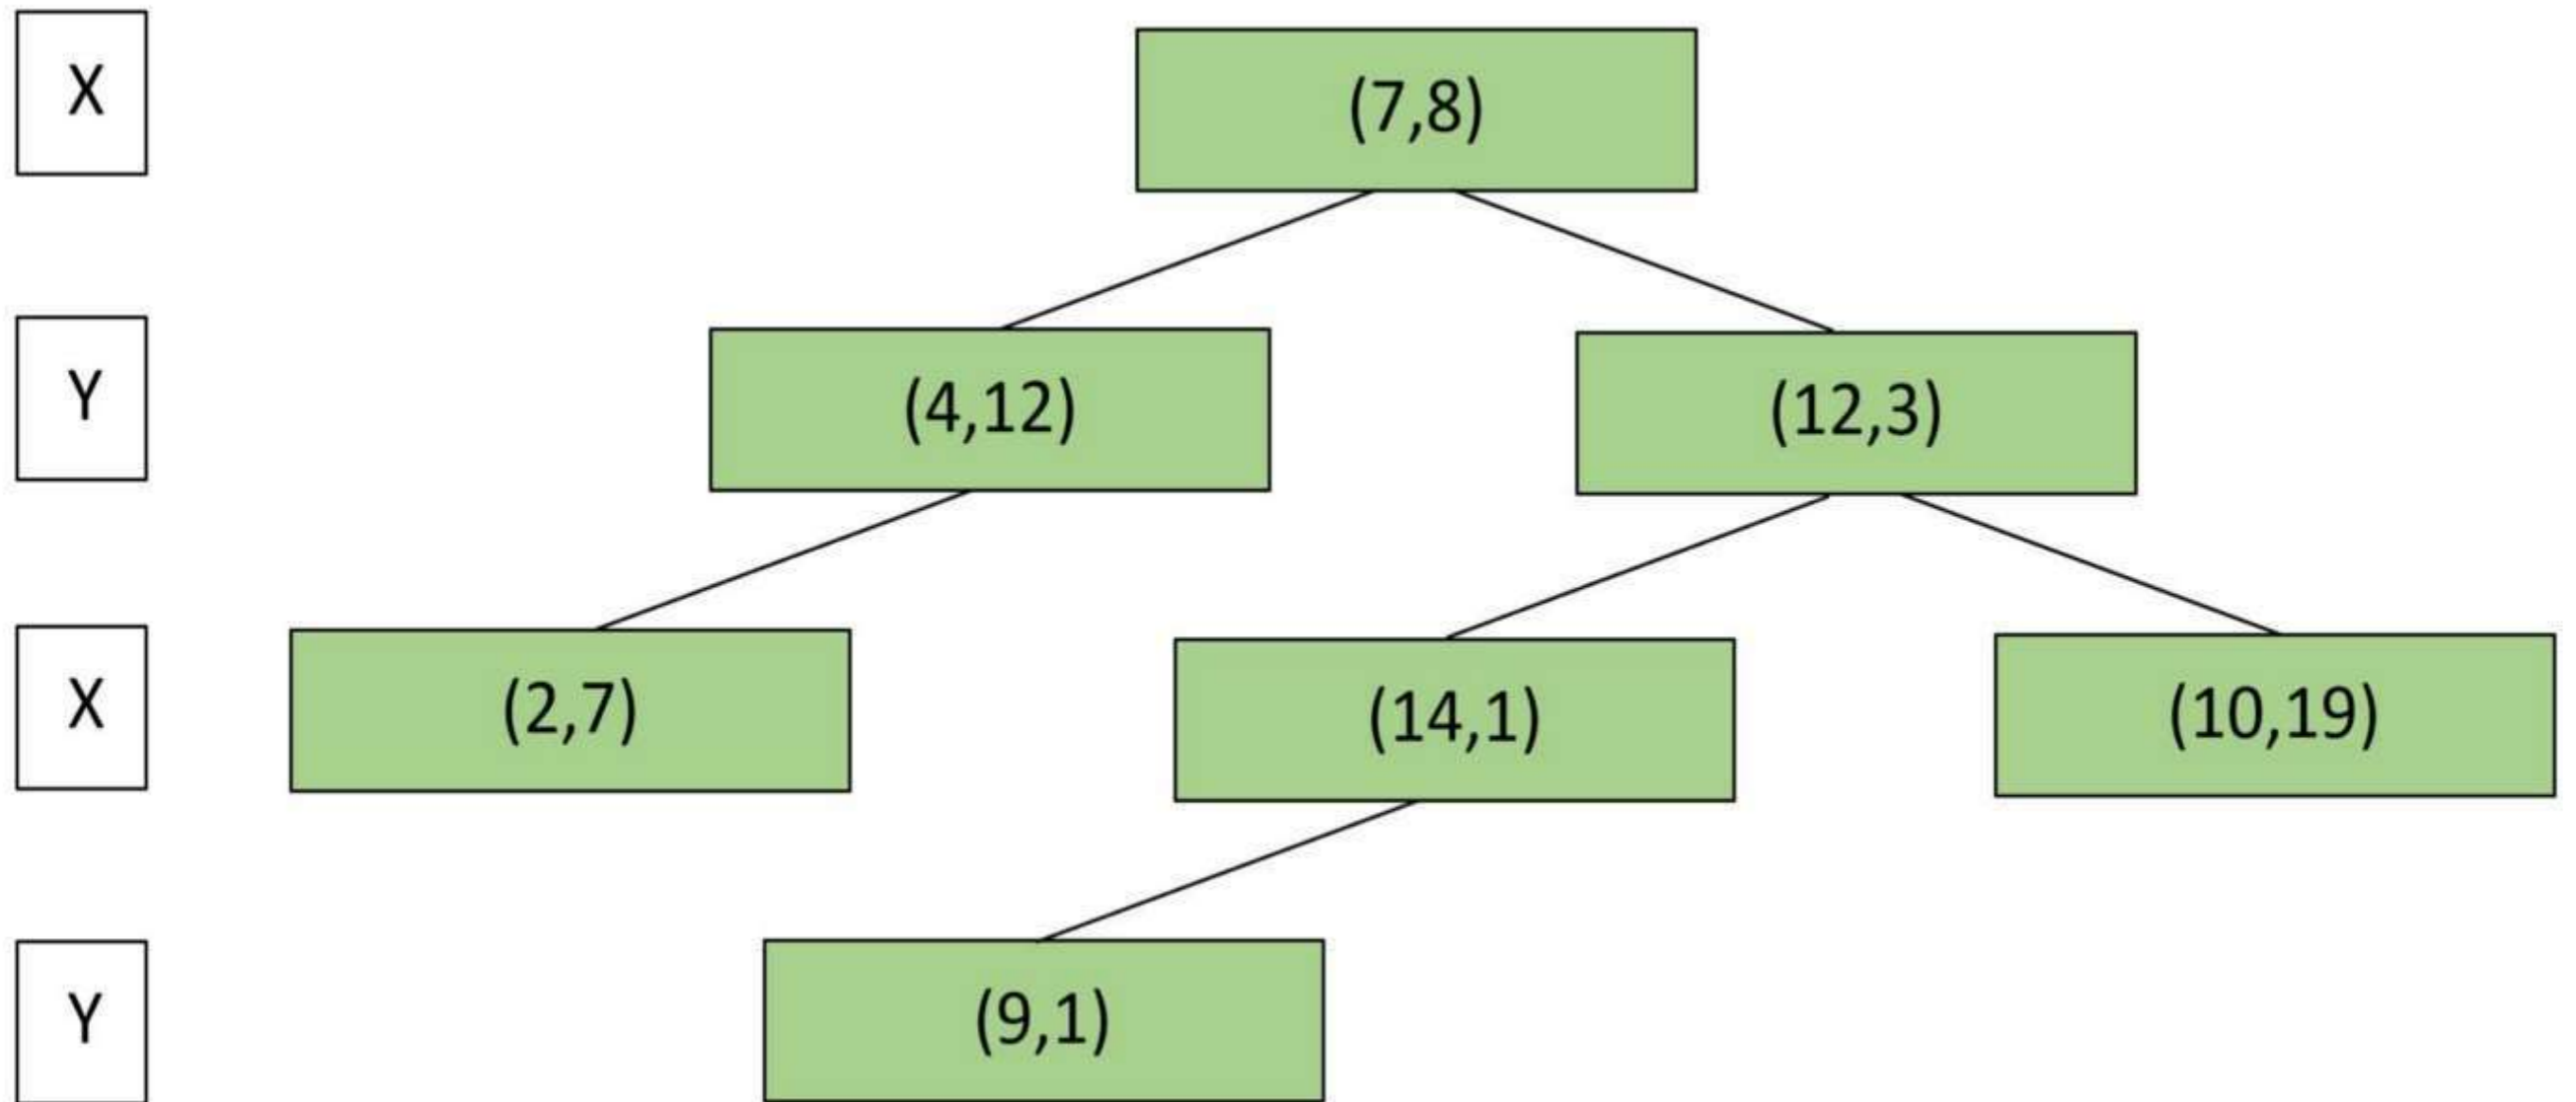 X
(7,8)
Y
(4,12)
(12,3)
X
(2,7)
(14,1)
(10,19)
Y
(9,1)